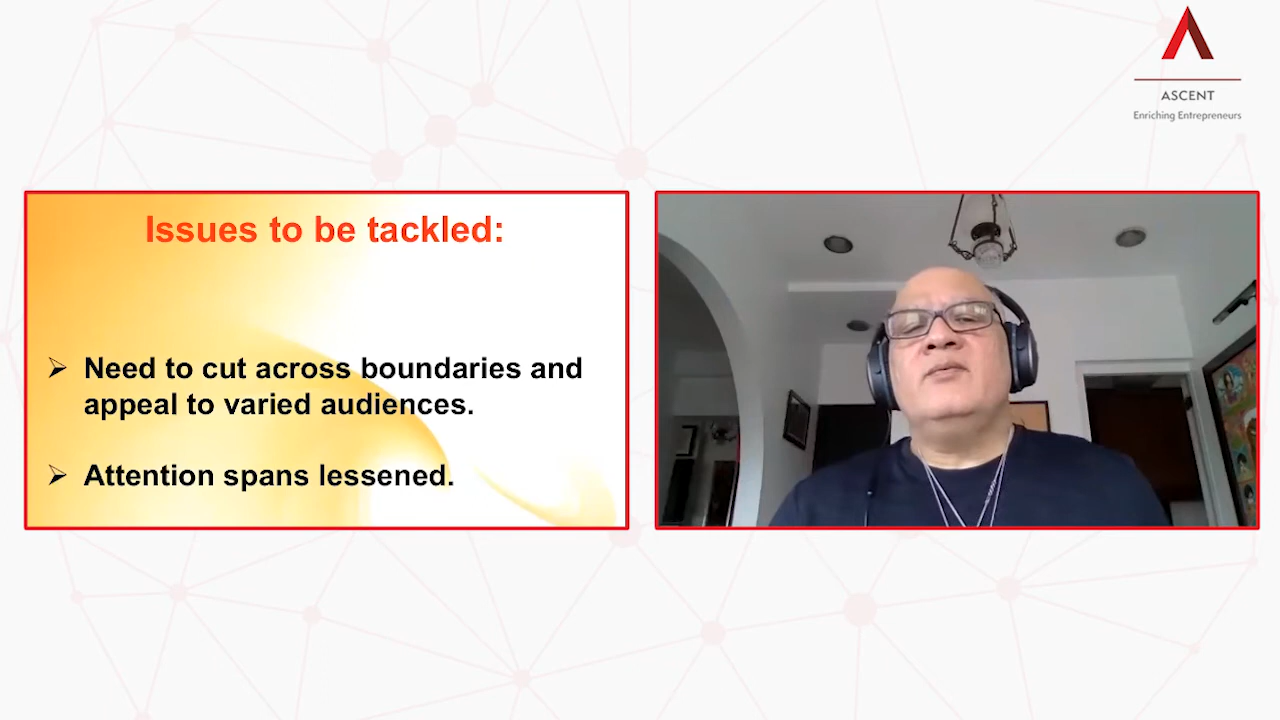 ASCENT
Enriching Entrepreneurs
Issues to be tackled:
Need to cut across boundaries and
appeal to varied audiences.
Attention spans lessened.